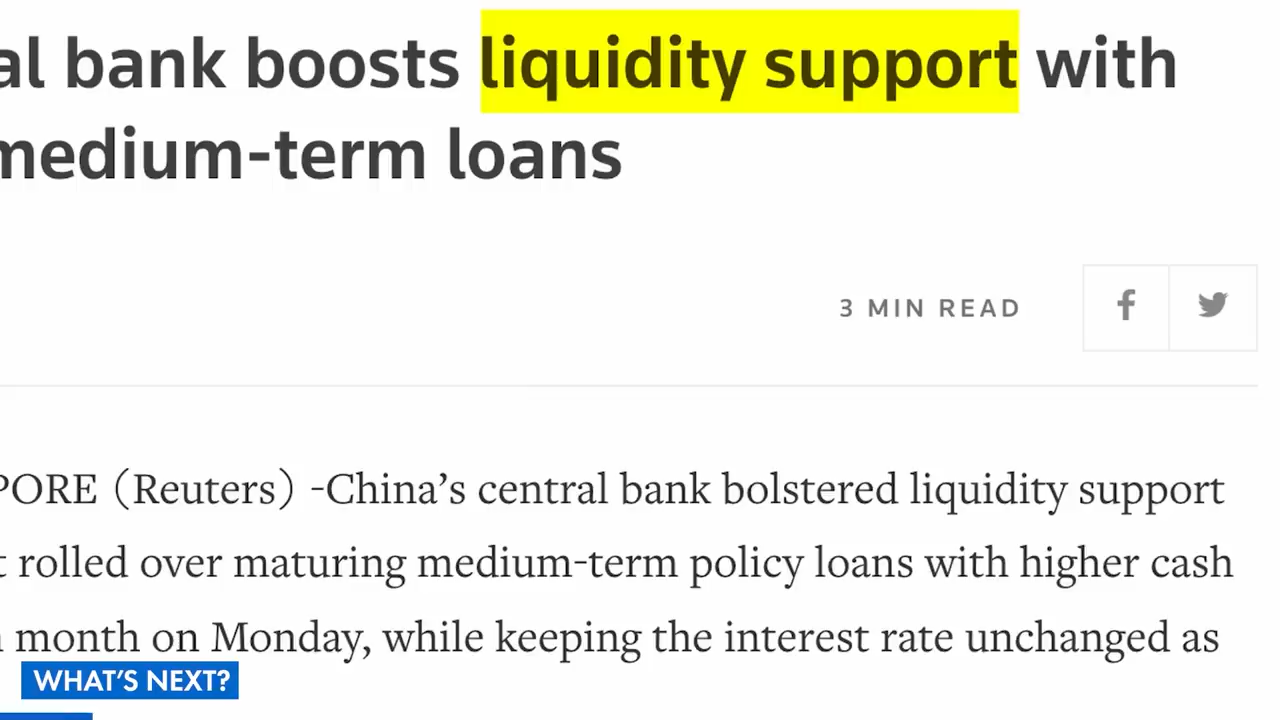 al bank boosts liquidity support with
medium-term loans
3 MIN READ
PORE (Reuters) -China’s central bank bolstered liquidity support
t rolled over maturing medium-term policy loans with higher cash
month on Monday, while keeping the interest rate unchanged as
WHAT’S NEXT?